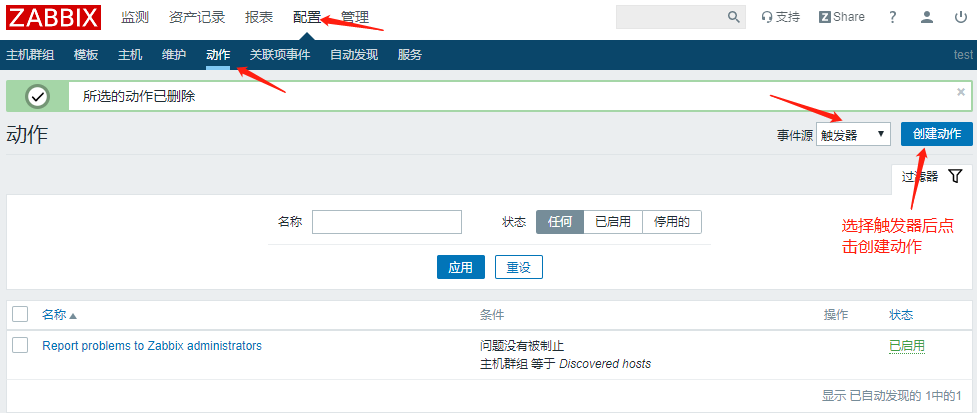 ZABBIX 监测 资产记录 报表 配置 管理 支持 Z Share ?
主机群组 模板 主机 维护 动作 关联项事件 自动发现 服务 test
所选的动作已删除 ×
动作 事件源 触发器 创建动作
过滤器
名称 状态 任何 已启用 停用的
选择触发器后点
击创建动作
应用 重设
名称 条件 操作 状态
Report problems to Zabbix administrators 问题没有被制止 已启用
主机群组 等于 Discovered hosts
显示 已自动发现的 1中的1